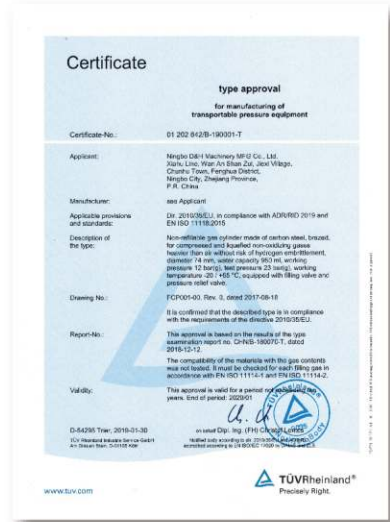 Certificate
type approval
for manufacturing of
transportable pressure equipment
Certificate-No.: 01 202 842/B-190001-T
Applicant: Ningbo D&H Machinery MFG Co., Ltd.
Xiahu Line, Wan An Shan Zui, Jiexi Village,
Chunhu Town, Fenghua District,
Ningbo City, Zhejiang Province,
P.R. China
Manufacturer: see Applicant
Applicable provisions and standards: Dir. 2010/35/EU, in compliance with ADR/RID 2019 and
EN ISO 11118:2015
Description of the type: Non-refillable gas cylinder made of carbon steel, brazed,
for compressed and liquefied non-oxidizing gases
heavier than air without risk of hydrogen embrittlement,
diameter 74 mm, water capacity 950 ml, working
pressure 12 bar(g), test pressure 23 bar(g), working
temperature -20 / +65 °C, equipped with filling valve and
pressure relief valve.
Drawing No.: FCP001-00, Rev. 0, dated 2017-08-18
It is confirmed that the described type is in compliance
with the requirements of the directive 2010/35/EU.
Report-No.: This approval is based on the results of the type
examination report no. CHN/B-180070-T, dated
2018-12-12.
The compatibility of the materials with the gas contents
was not tested. It must be checked for each filling gas in
accordance with EN ISO 11114-1 and EN ISO 11114-2.
Validity: This approval is valid for a period not
years. End of period: 2029/01
D-54295 Trier, 2019-01-30
Dipl. Ing. (FH)
TÜV Rheinland Industrie Service GmbH
TÜVRheinland®
Precisely Right.
www.tuv.com